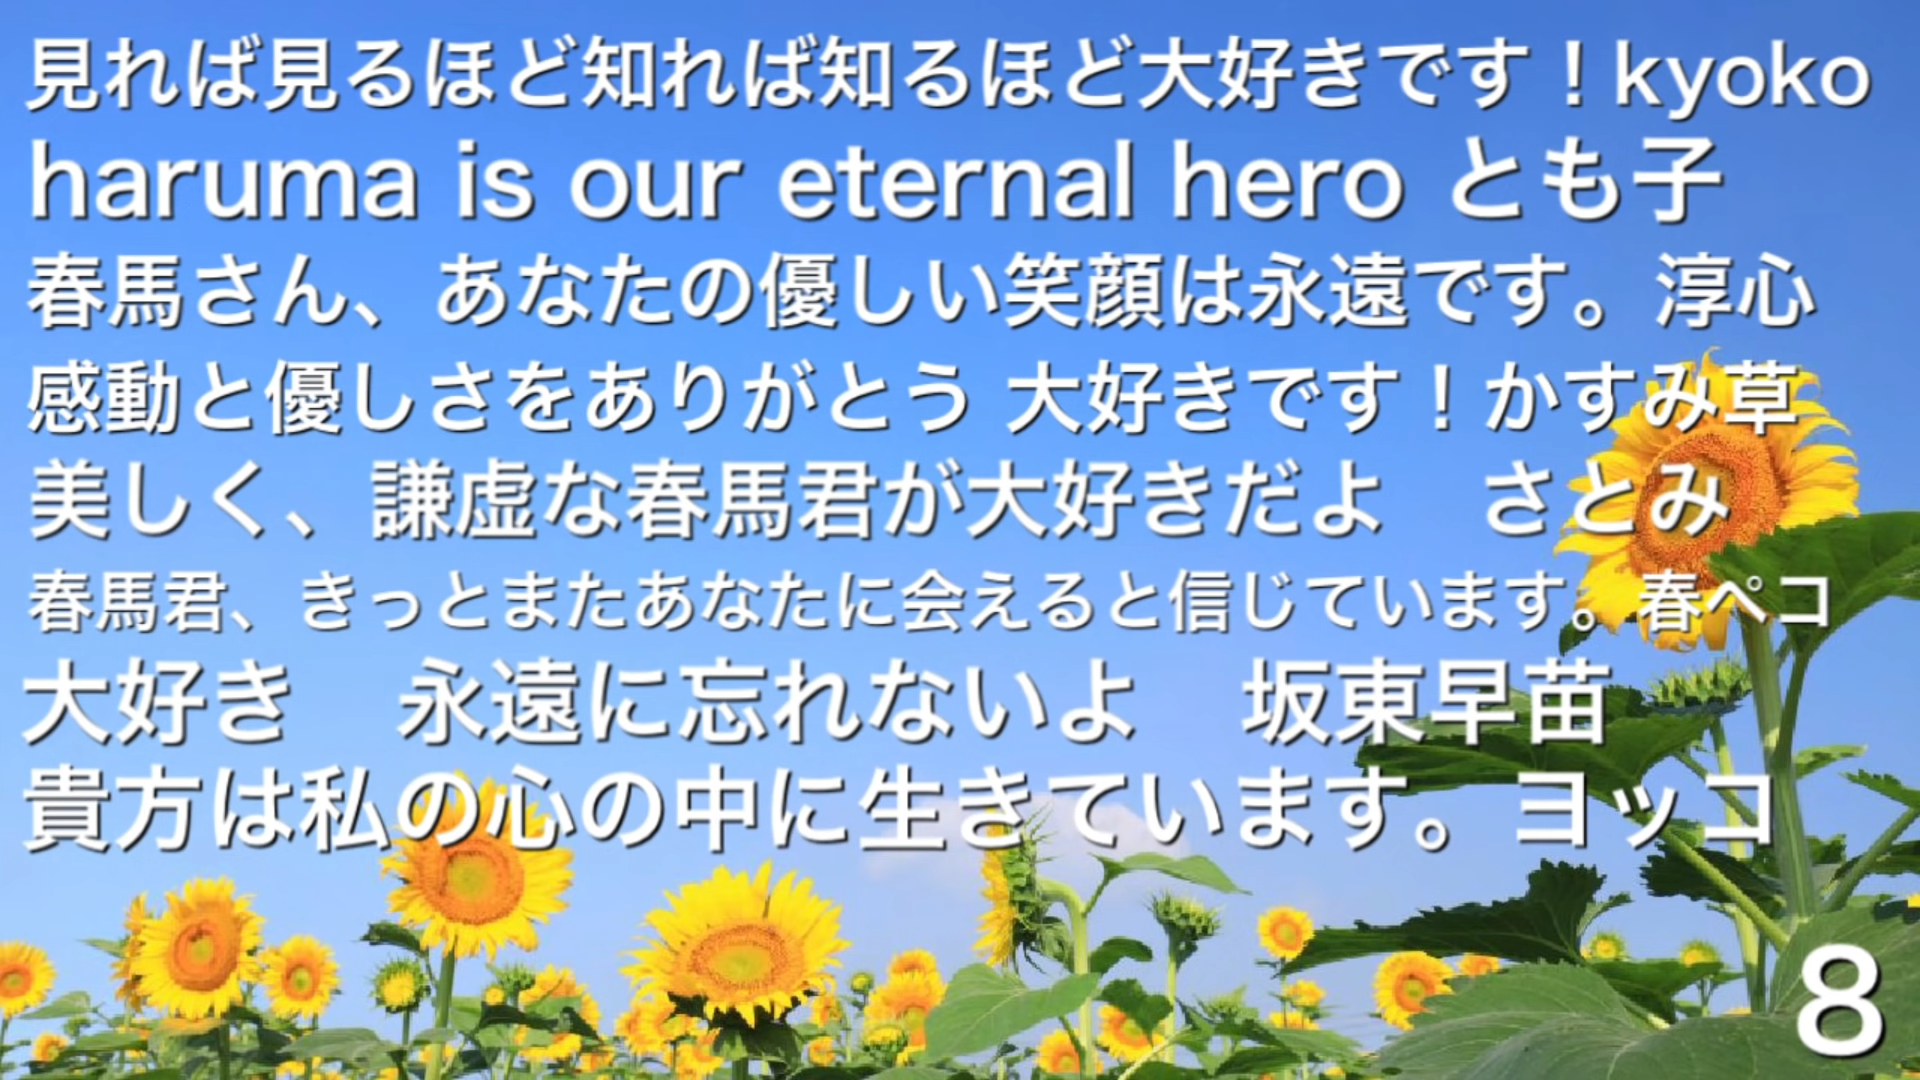 見れば見るほど知れば知るほど大好きです！kyoko
haruma is our eternal hero とも子
春馬さん、あなたの優しい笑顔は永遠です。淳心
感動と優しさをありがとう 大好きです！かすみ草
美しく、謙虚な春馬君が大好きだよ　さとみ
春馬君、きっとまたあなたに会えると信じています。春ペコ
大好き　永遠に忘れないよ　坂東早苗
貴方は私の心の中に生きています。ヨッコ
8